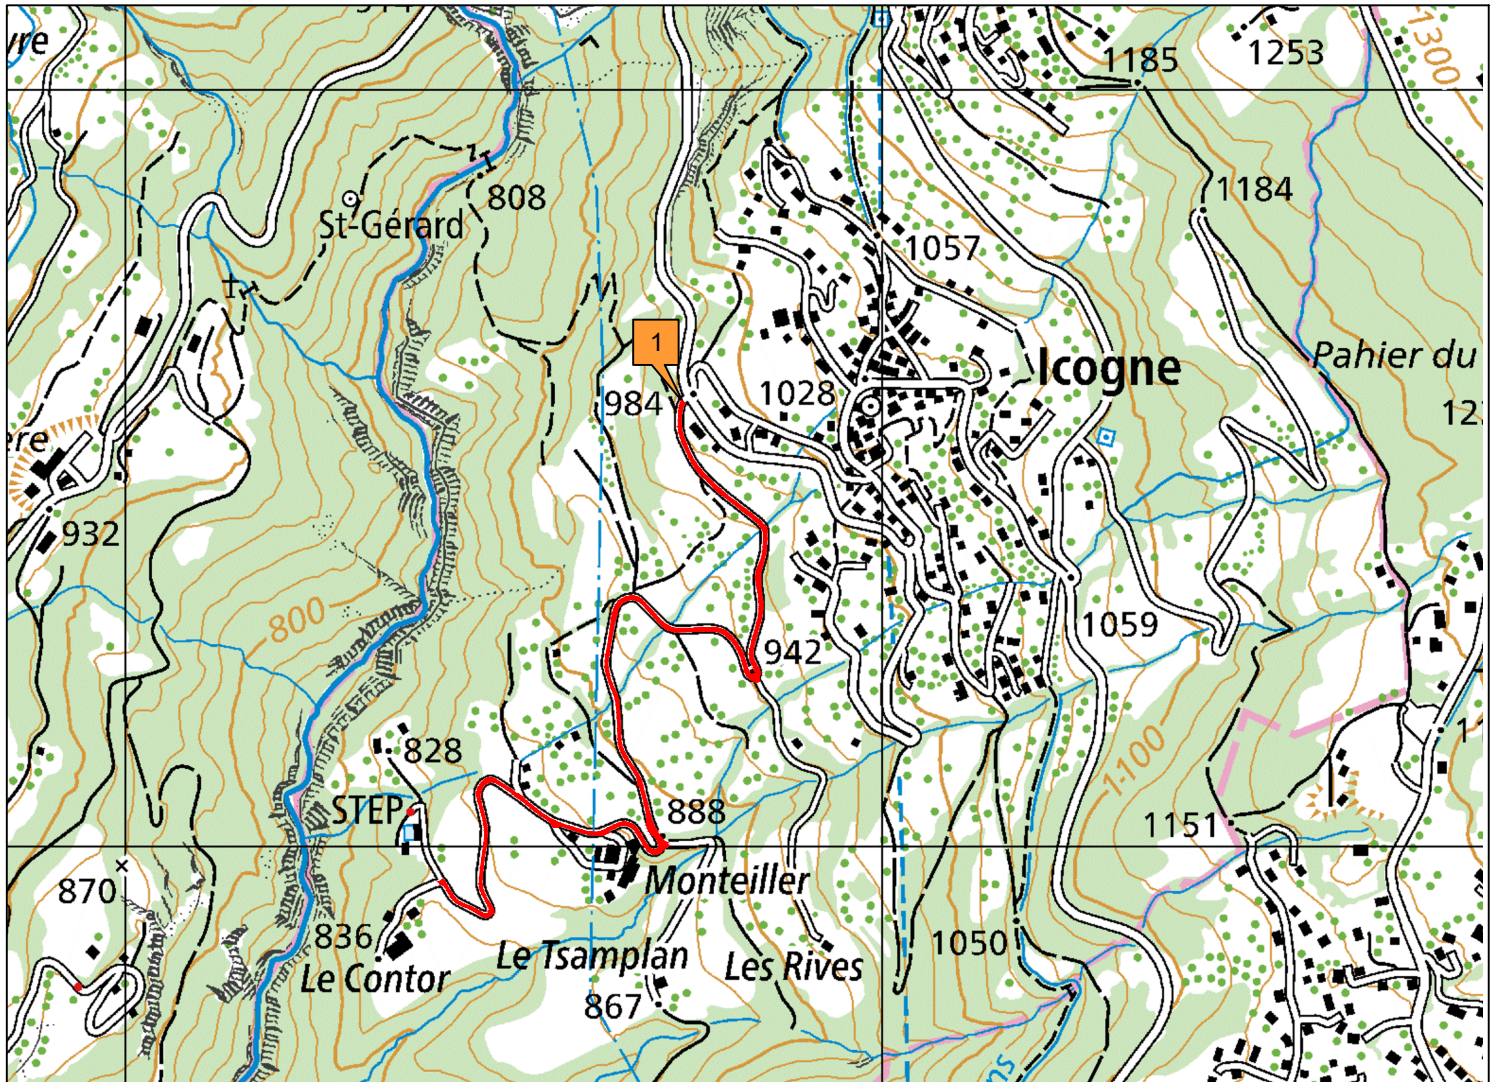 1185
1253
1300
808
St-Gérard
1184
1057
1
Icogne
Pahier du
984
1028
932
800
942
1059
828
1100
STEP
888
1151
870
Monteiller
836
Le Contor
Le Tsamplan
Les Rives
1050
867